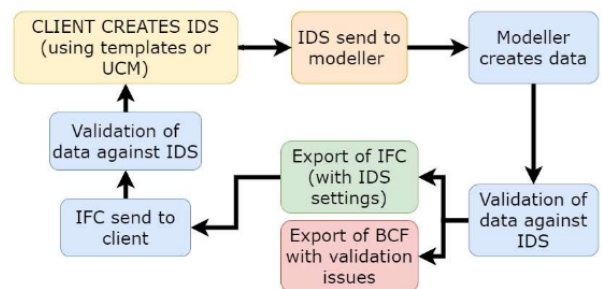 CLIENT CREATES IDS
(using templates or
UCM)
IDS send to
modeller
Modeller
creates data
Validation of
data against
IDS
Export of IFC
(with IDS
settings)
Export of BCF
with validation
issues
IFC send to
client
Validation of
data against IDS